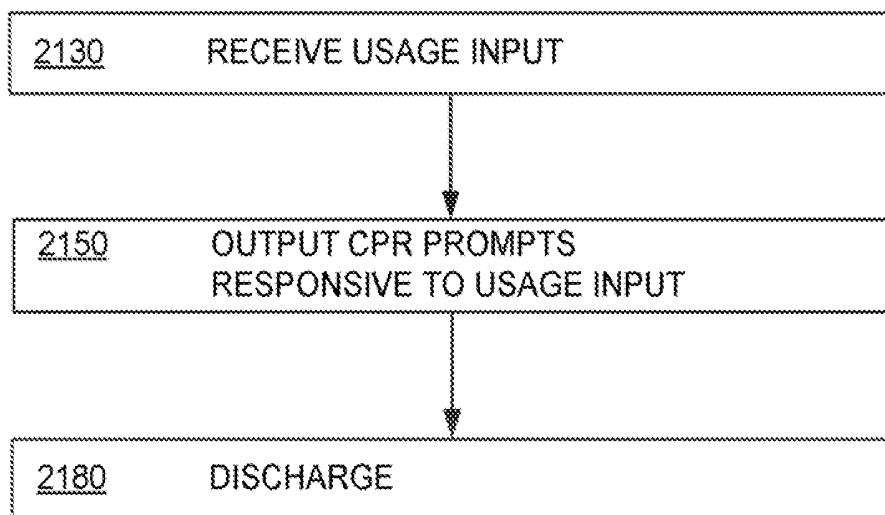 2130 RECEIVE USAGE INPUT
2150 OUTPUT CPR PROMPTS
RESPONSIVE TO USAGE INPUT
2180 DISCHARGE